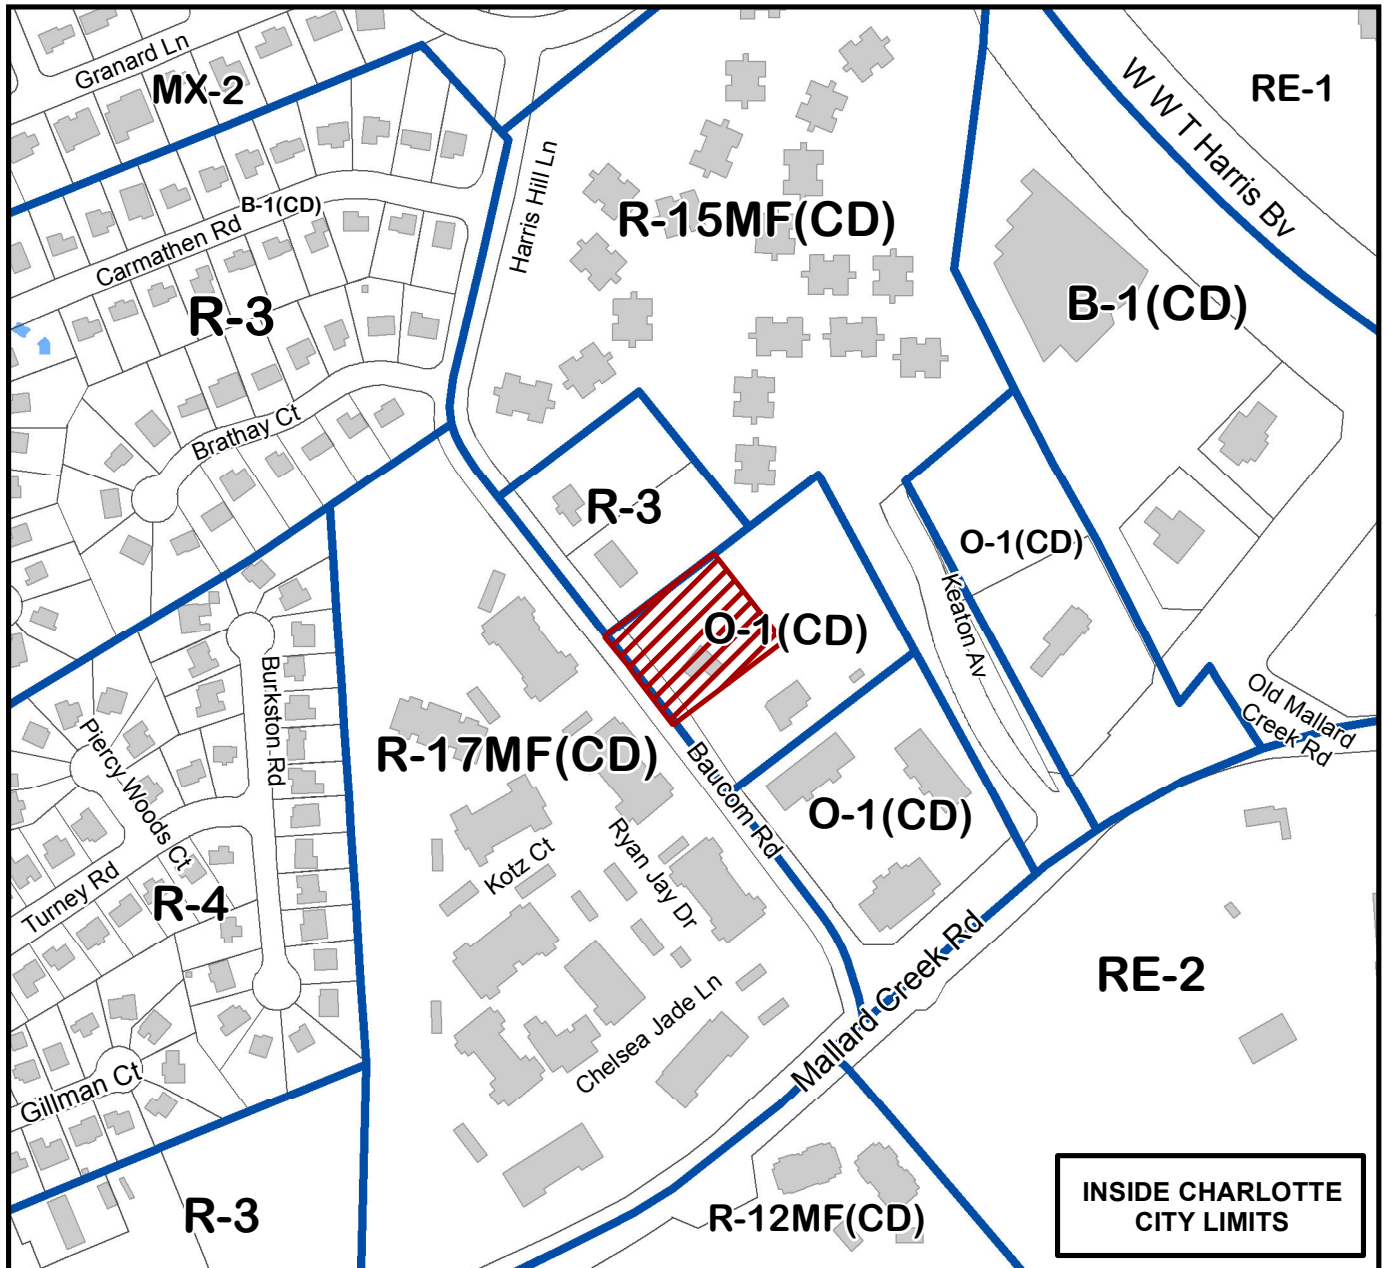 Granard Ln
MX-2
RE-1
W W T Harris Bv
Harris Hill Ln
B-1(CD)
R-15MF(CD)
Carmathen Rd
R-3
B-1(CD)
Brathay Ct
R-3
O-1(CD)
Keaton Av
O-1(CD)
Burkston Rd
Old Mallard
Creek Rd
Piercy Woods Ct
R-17MF(CD)
Baucom Rd
O-1(CD)
Kotz Ct
Ryan Jay Dr
Turney Rd
R-4
Mallard Creek Rd
RE-2
Chelsea Jade Ln
Gillman Ct
R-3
R-12MF(CD)
INSIDE CHARLOTTE
CITY LIMITS